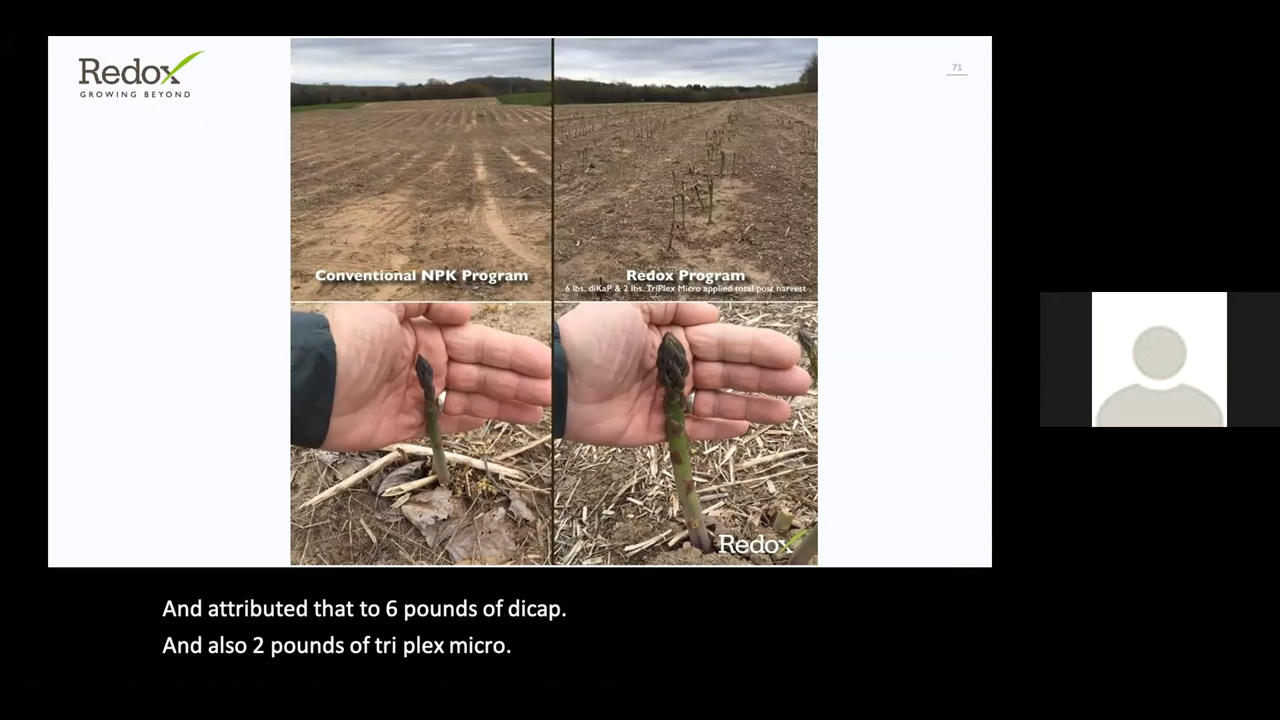 Redox
GROWING BEYOND
71
Conventional NPK Program
Redox Program
6 lbs. diKaP & 2 lbs. TriPlex Micro applied total post harvest
Redox
And attributed that to 6 pounds of dicap.
And also 2 pounds of tri plex micro.